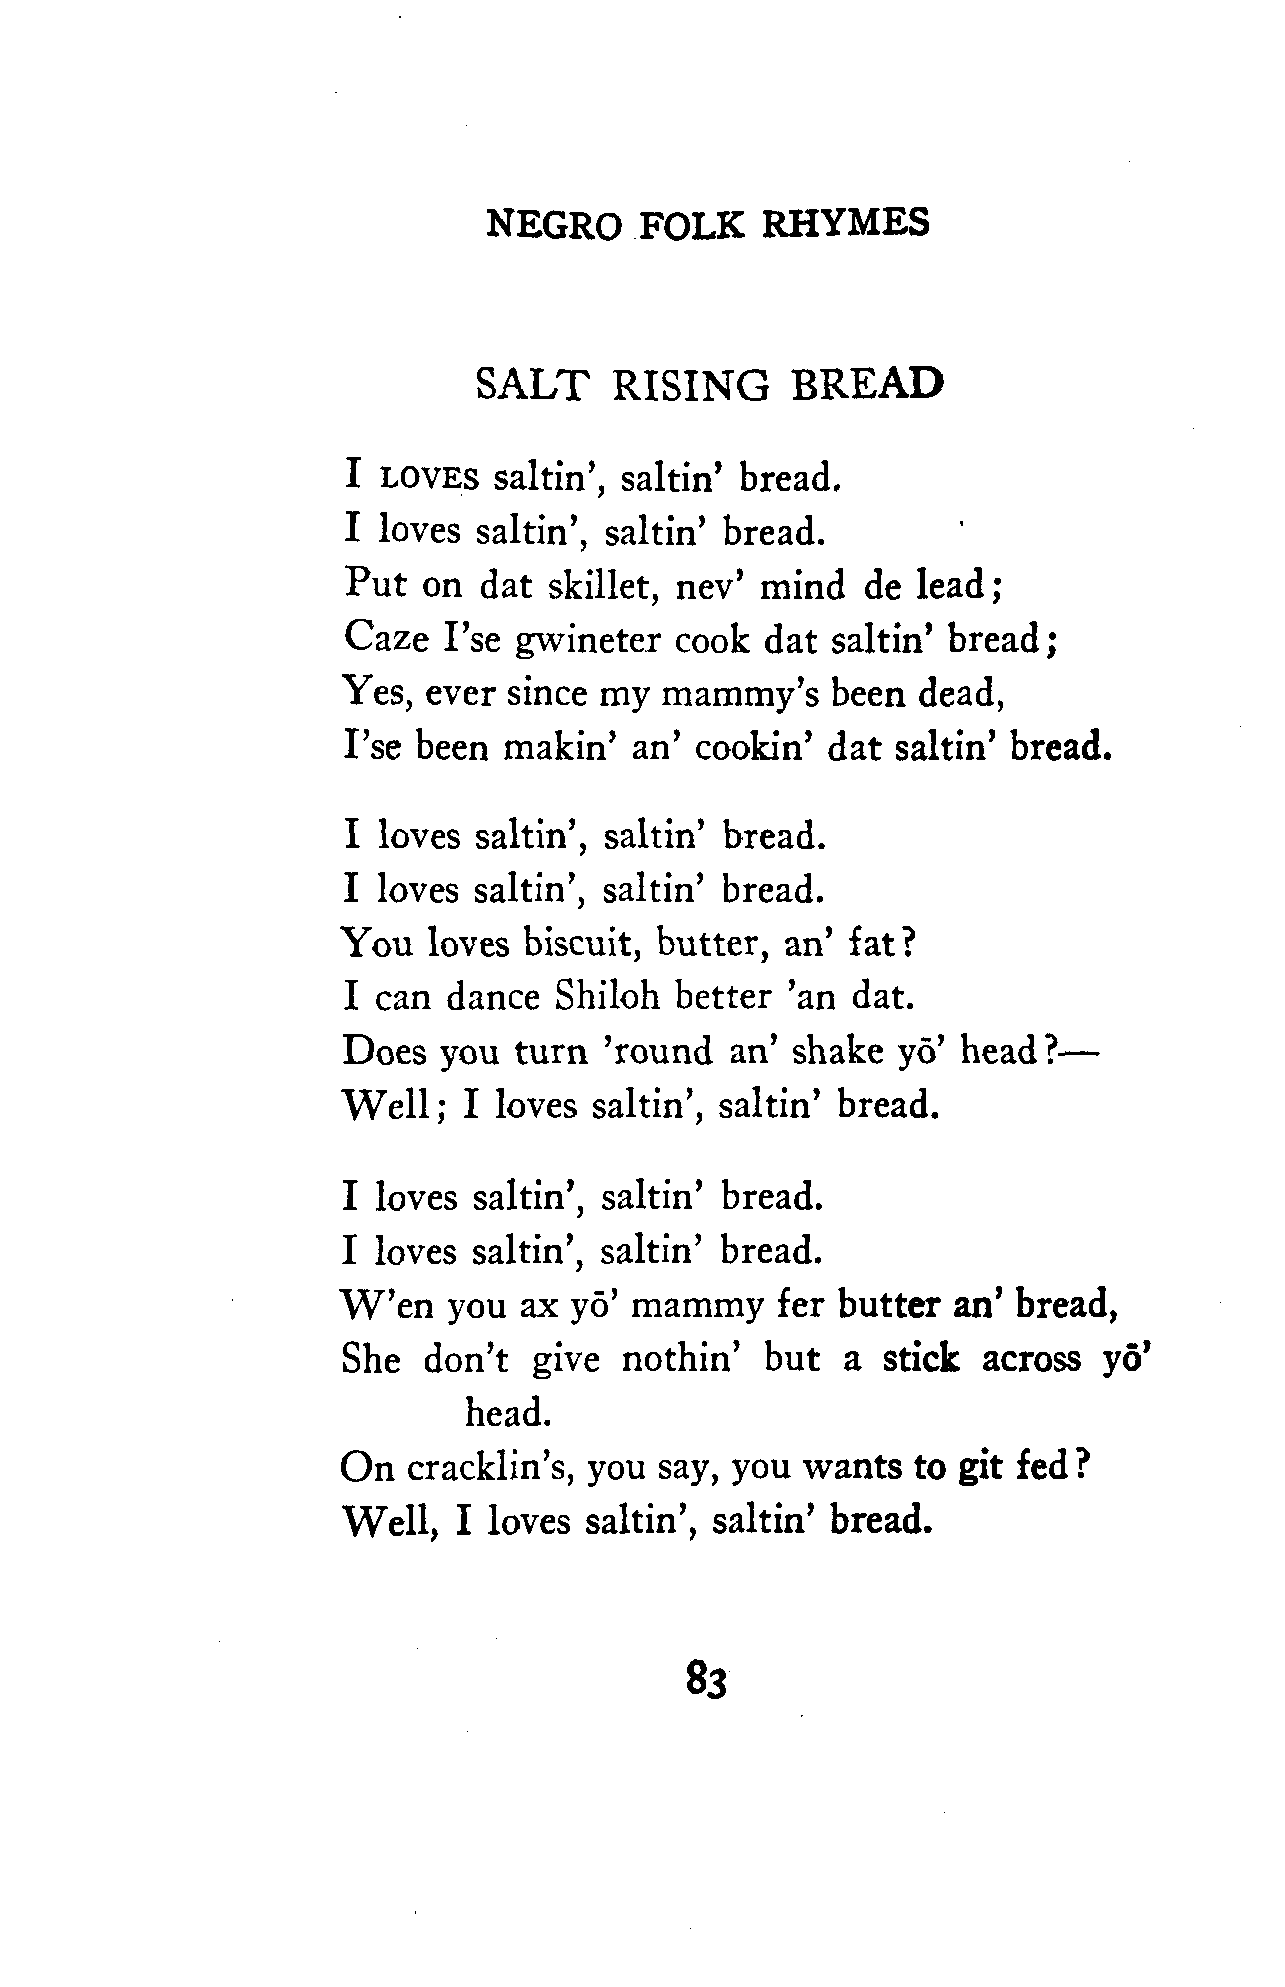 NEGRO FOLK RHYMES
SALT RISING BREAD
I LOVES saltin', saltin' bread.
I loves saltin', saltin' bread.
Put on dat skillet, nev' mind de lead;
Caze I'se gwineter cook dat saltin' bread;
Yes, ever since my mammy's been dead,
I'se been makin' an' cookin' dat saltin' bread.
I loves saltin', saltin' bread.
I loves saltin', saltin' bread.
You loves biscuit, butter, an' fat?
I can dance Shiloh better 'an dat.
Does you turn 'round an' shake yō' head?—
Well; I loves saltin', saltin' bread.
I loves saltin', saltin' bread.
I loves saltin', saltin' bread.
W'en you ax yō' mammy fer butter an' bread,
She don't give nothin' but a stick across yō'
head.
On cracklin's, you say, you wants to git fed?
Well, I loves saltin', saltin' bread.
83